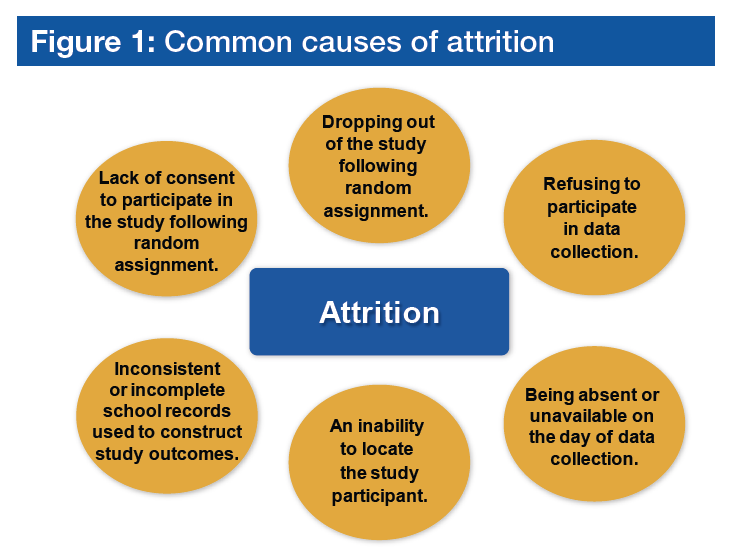 Figure 1: Common causes of attrition
Dropping out
of the study
following
random
assignment.
Lack of consent
to participate in
the study following
random
assignment.
Refusing to
participate
in data
collection.
Attrition
Inconsistent
or incomplete
school records
used to construct
study outcomes.
An inability
to locate
the study
participant.
Being absent or
unavailable on
the day of data
collection.